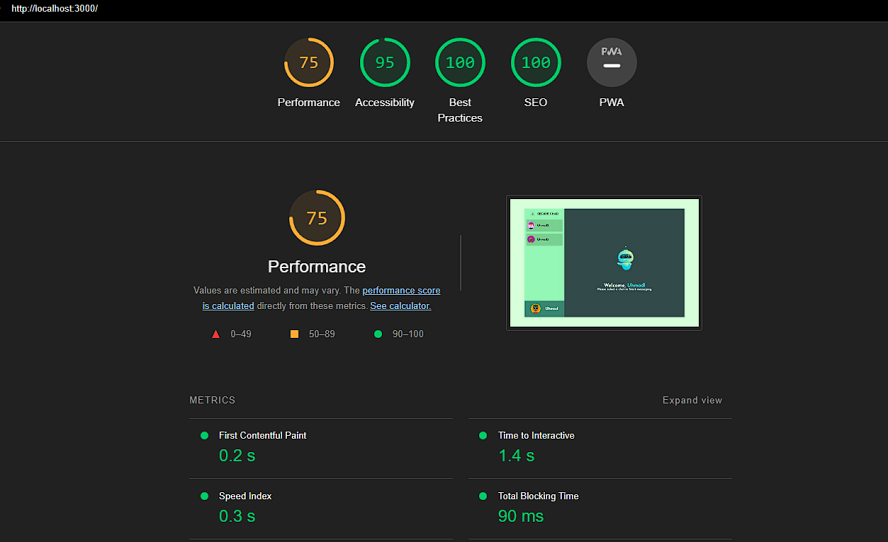 http://localhost:3000/
75
95
100
100
PWA
Performance
Accessibility
Best
Practices
SEO
PWA
75
Performance
Values are estimated and may vary. The performance score
is calculated directly from these metrics. See calculator.
0–49
50–89
90–100
Welcome,
METRICS
Expand view
First Contentful Paint
0.2 s
Time to Interactive
1.4 s
Speed Index
0.3 s
Total Blocking Time
90 ms